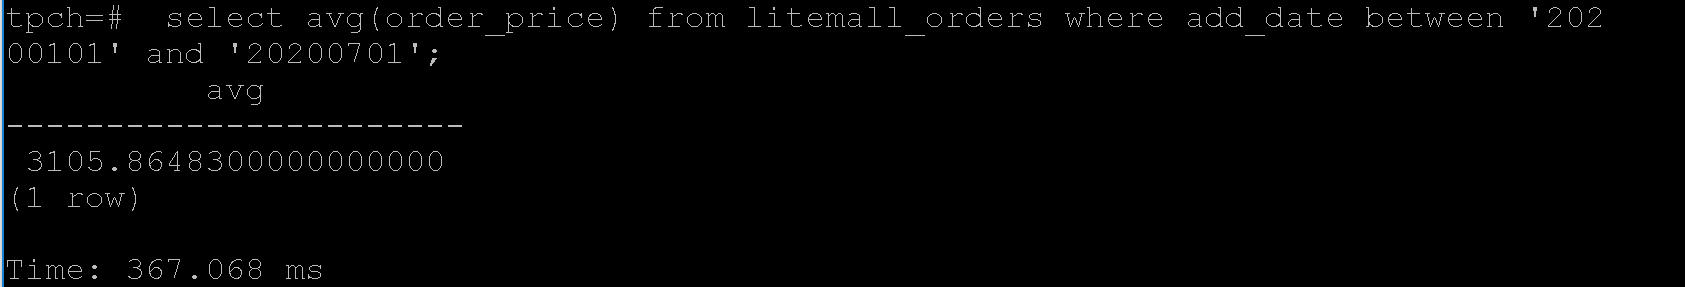 tpch=#  select avg(order_price) from litemall_orders where add_date between '202
00101' and '20200701';
          avg
-----------------------
 3105.8648300000000000
(1 row)
Time: 367.068 ms